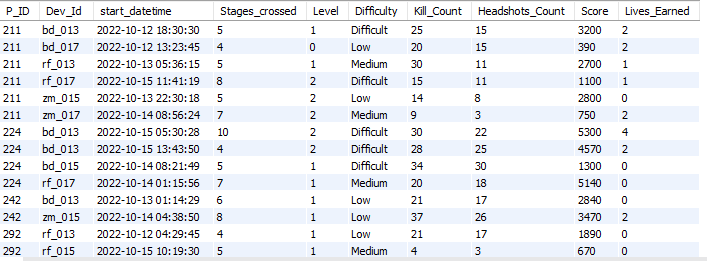 P_ID Dev_Id start_datetime Stages_crossed Level Difficulty Kill_Count Headshots_Count Score Lives_Earned
211 bd_013 2022-10-12 18:30:30 5 1 Difficult 25 15 3200 2
211 bd_017 2022-10-12 13:23:45 4 0 Low 20 15 390 2
211 rf_013 2022-10-13 05:36:15 5 1 Medium 30 11 2700 1
211 rf_017 2022-10-15 11:41:19 8 2 Difficult 15 11 1100 1
211 zm_015 2022-10-13 22:30:18 5 2 Low 14 8 2800 0
211 zm_017 2022-10-14 08:56:24 7 2 Medium 9 3 750 2
224 bd_013 2022-10-15 05:30:28 10 2 Difficult 30 22 5300 4
224 bd_013 2022-10-15 13:43:50 4 2 Difficult 28 25 4570 2
224 bd_015 2022-10-14 08:21:49 5 1 Difficult 34 30 1300 0
224 rf_017 2022-10-14 01:15:56 7 1 Medium 20 18 5140 0
242 bd_013 2022-10-13 01:14:29 6 1 Low 21 17 2840 0
242 zm_015 2022-10-14 04:38:50 8 1 Low 37 26 3470 2
292 rf_013 2022-10-12 04:29:45 4 1 Low 21 17 1890 0
292 rf_015 2022-10-15 10:19:30 5 1 Medium 4 3 670 0